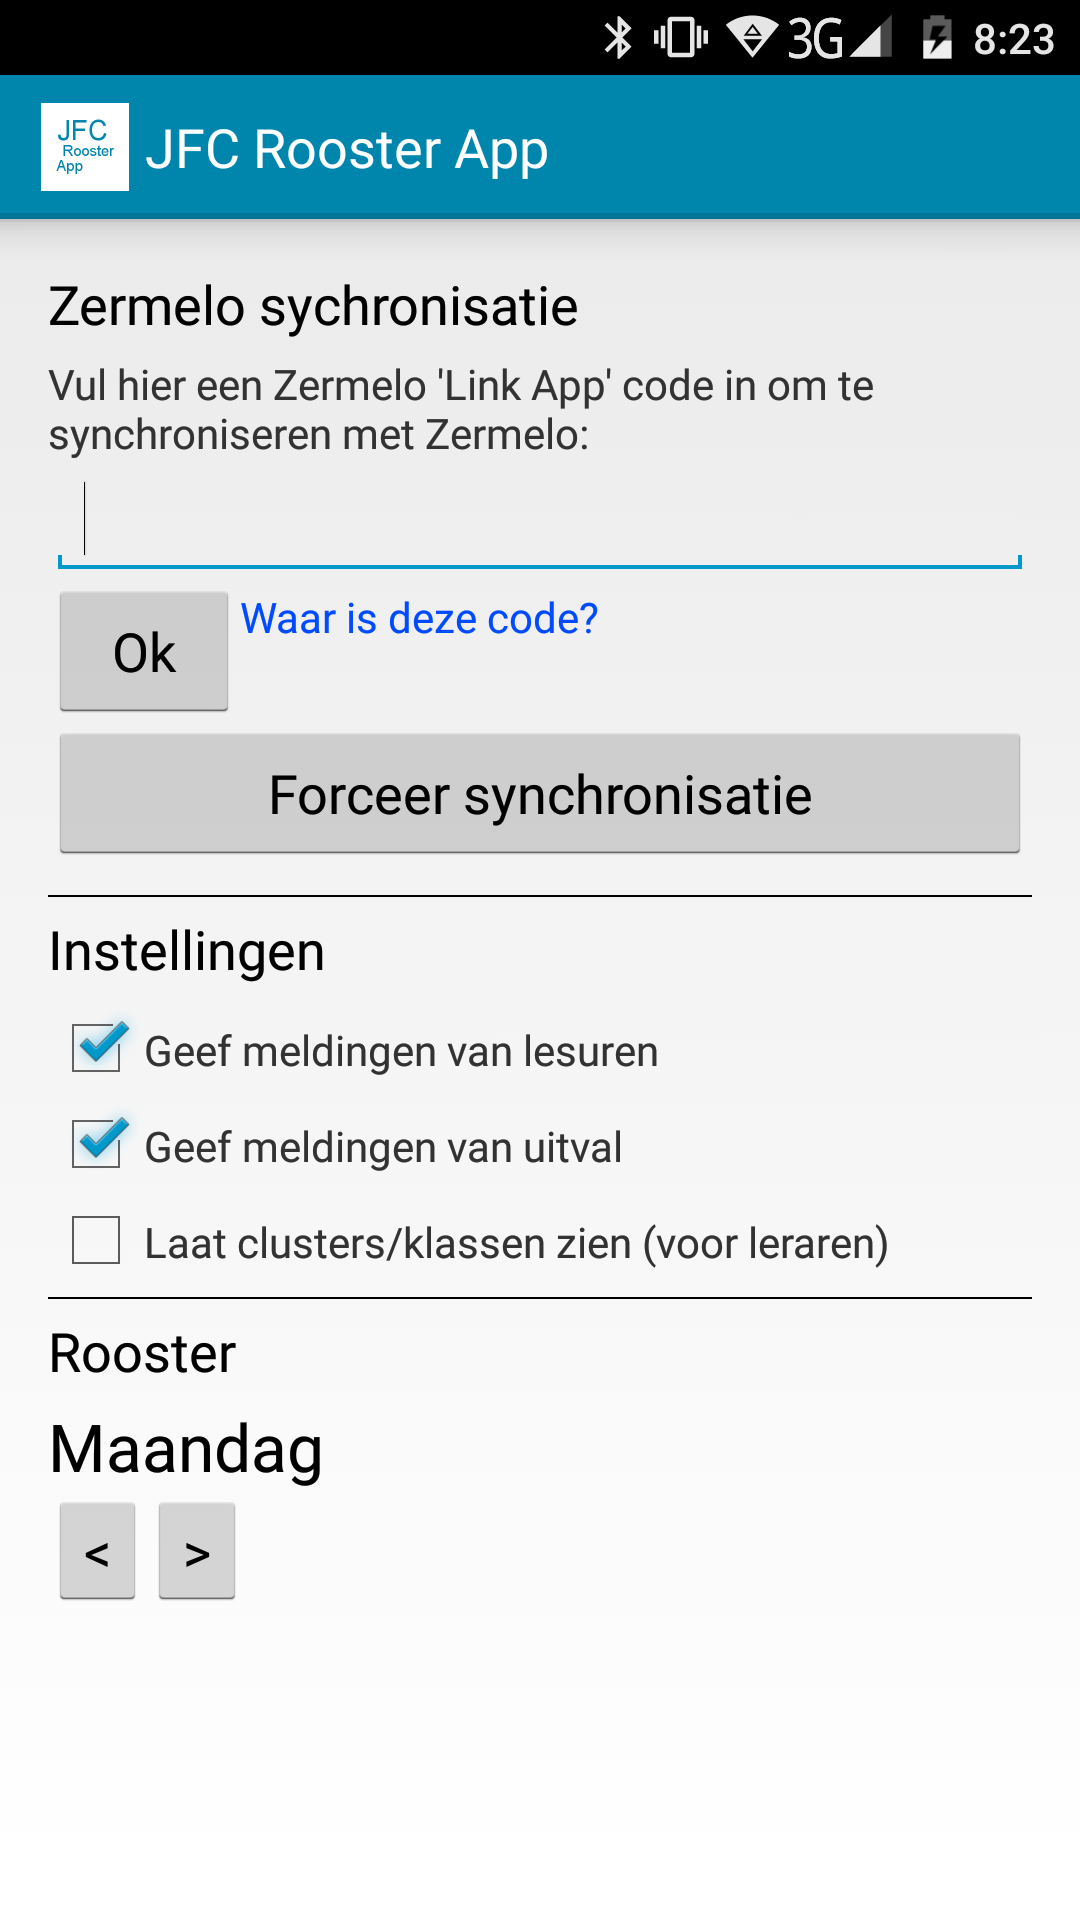 3G 8:23
JFC
Rooster
App
JFC Rooster App
Zermelo sychronisatie
Vul hier een Zermelo 'Link App' code in om te
synchroniseren met Zermelo:
Ok
Waar is deze code?
Forceer synchronisatie
Instellingen
Geef meldingen van lesuren
Geef meldingen van uitval
Laat clusters/klassen zien (voor leraren)
Rooster
Maandag
< >